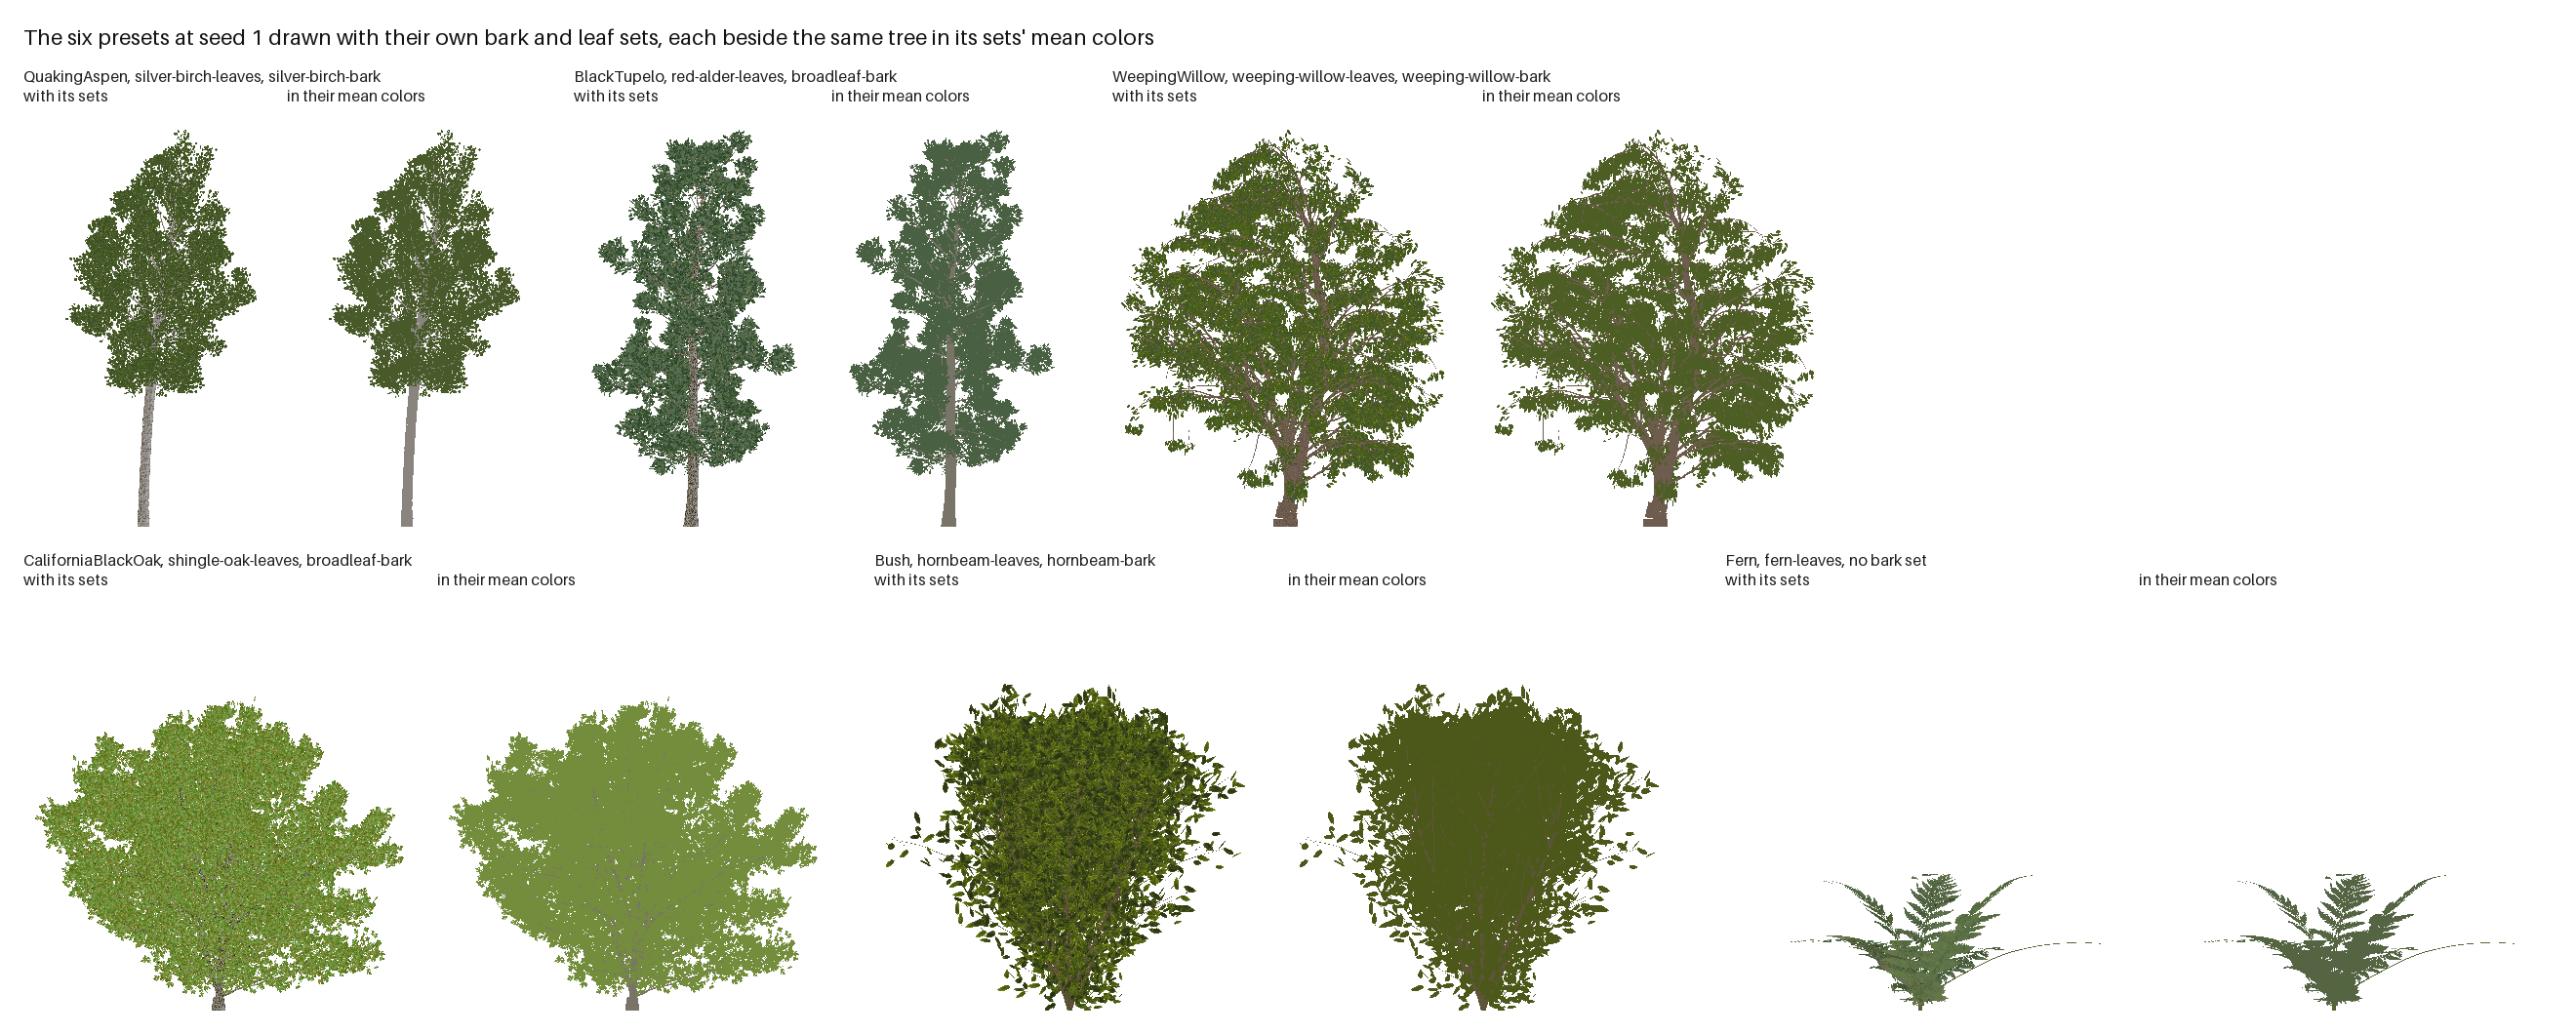 The six presets at seed 1 drawn with their own bark and leaf sets, each beside the same tree in its sets' mean colors
QuakingAspen, silver-birch-leaves, silver-birch-bark
with its sets
in their mean colors
BlackTupelo, red-alder-leaves, broadleaf-bark
with its sets
in their mean colors
WeepingWillow, weeping-willow-leaves, weeping-willow-bark
with its sets
in their mean colors
CaliforniaBlackOak, shingle-oak-leaves, broadleaf-bark
with its sets
in their mean colors
Bush, hornbeam-leaves, hornbeam-bark
with its sets
in their mean colors
Fern, fern-leaves, no bark set
with its sets
in their mean colors